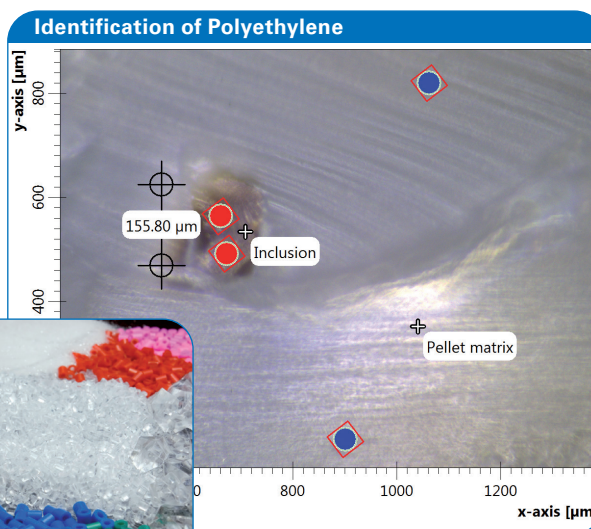 Identification of Polyethylene
y-axis [µm]
800
600
400
155.80 µm
Inclusion
Pellet matrix
0
800
1000
1200
x-axis [µm